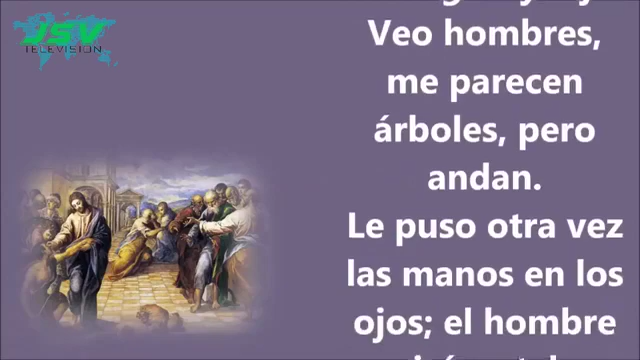 JSV
TELEVISION
Veo hombres,
me parecen
árboles, pero
andan.
Le puso otra vez
las manos en los
ojos; el hombre